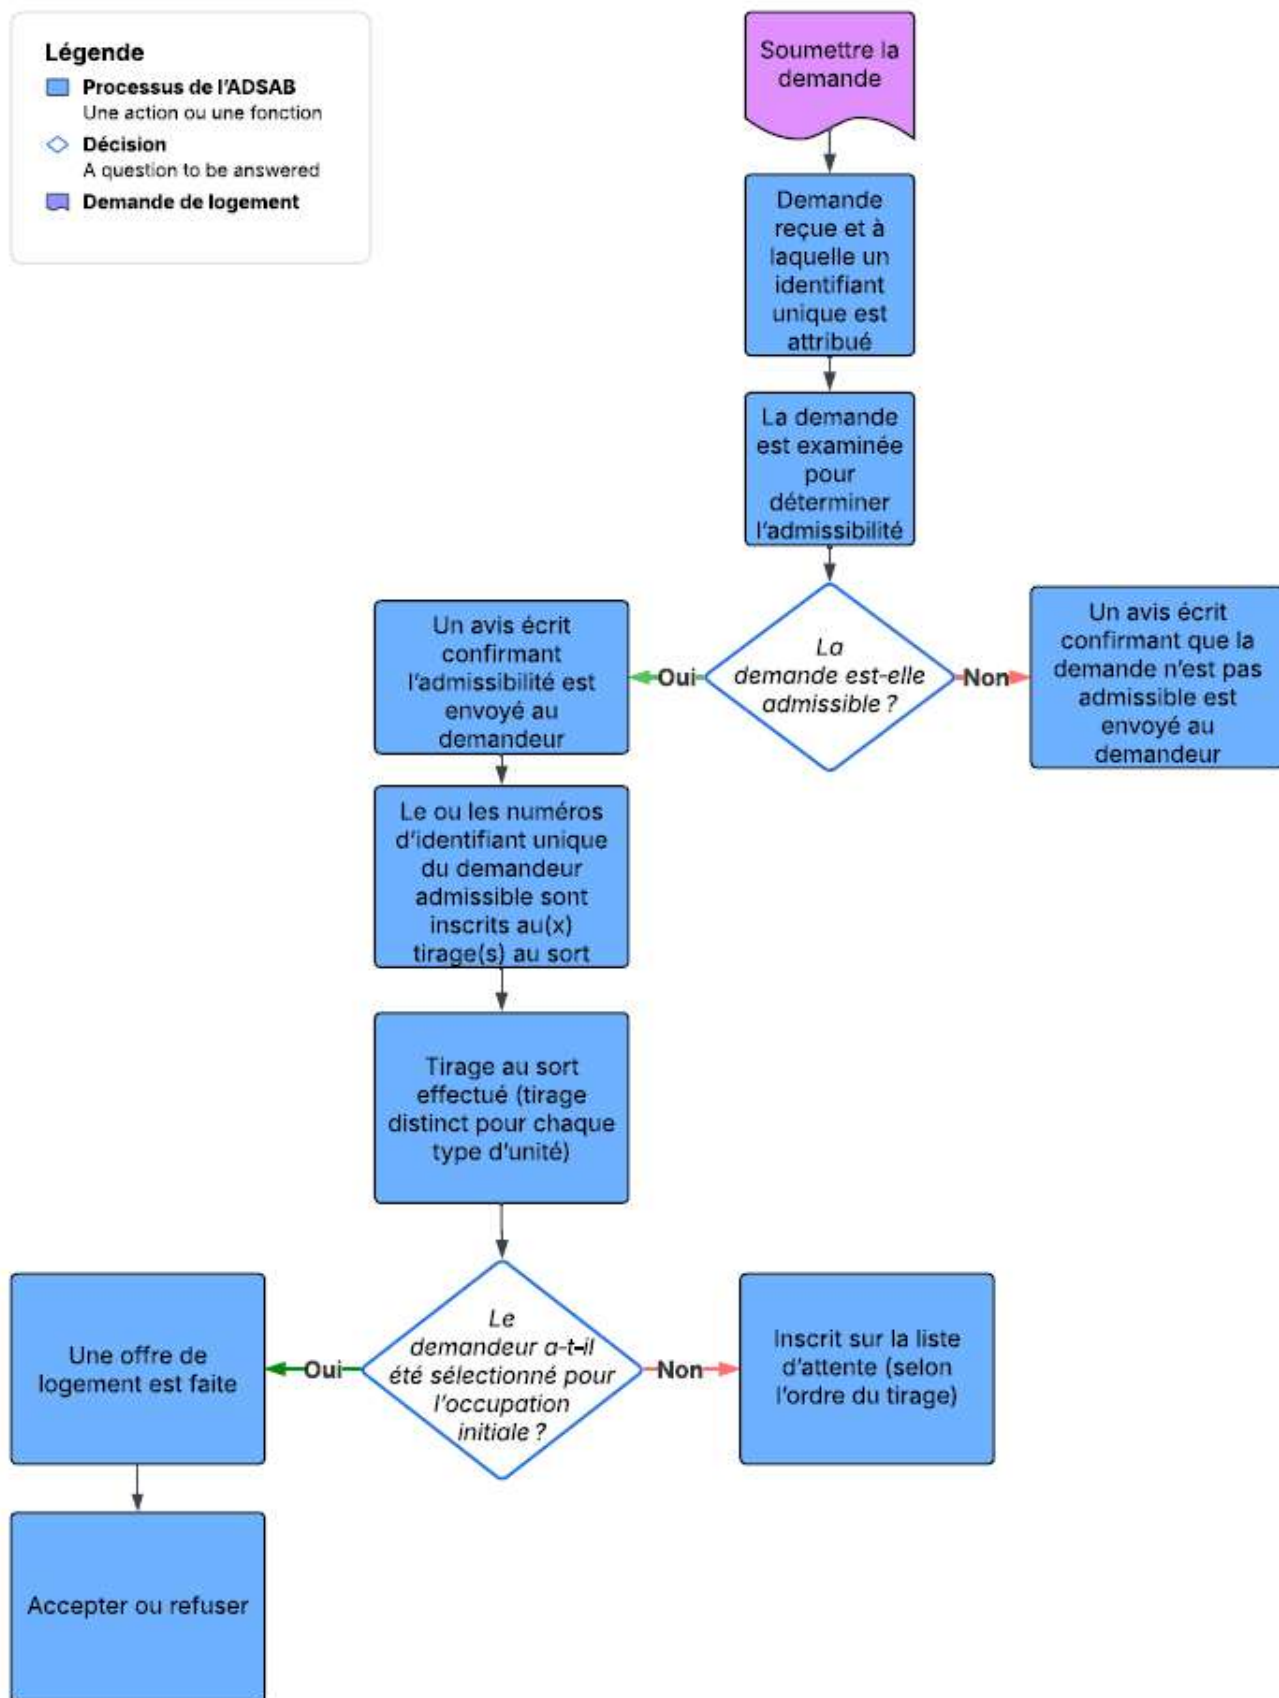 Légende
Processus de l'ADSAB
Une action ou une fonction
Décision
A question to be answered
Demande de logement
Soumettre la
demande
Demande
reçue et à
laquelle un
identifiant
unique est
attribué
La demande
est examinée
pour
déterminer
l'admissibilité
La
demande est-elle
admissible ?
Oui
Non
Un avis écrit
confirmant
l'admissibilité est
envoyé au
demandeur
Un avis écrit
confirmant que la
demande n'est pas
admissible est
envoyé au
demandeur
Le ou les numéros
d'identifiant unique
du demandeur
admissible sont
inscrits au(x)
tirage(s) au sort
Tirage au sort
effectué (tirage
distinct pour chaque
type d'unité)
Le
demandeur a-t-il
été sélectionné pour
l'occupation
initiale ?
Oui
Non
Une offre de
logement est faite
Inscrit sur la liste
d'attente (selon
l'ordre du tirage)
Accepter ou refuser